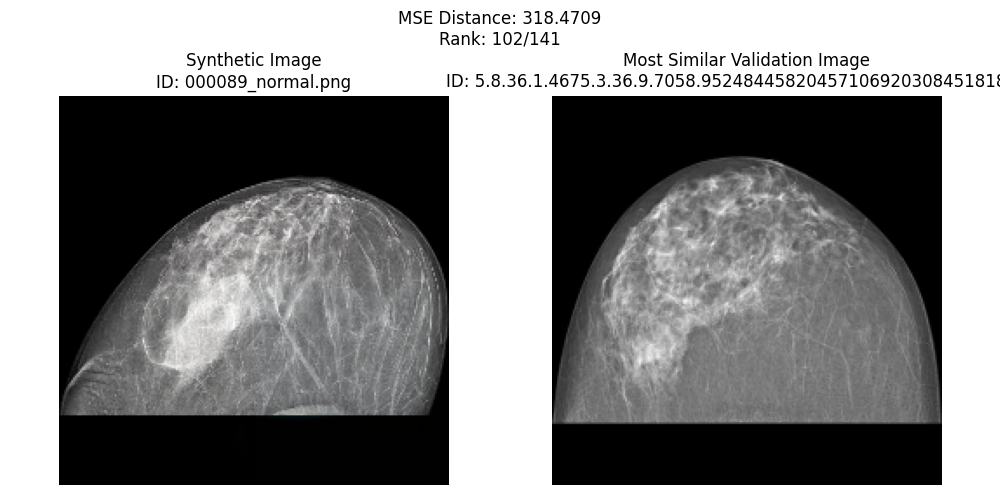 MSE Distance: 318.4709
Rank: 102/141
Synthetic Image
ID: 000089_normal.png
Most Similar Validation Image
ID: 5.8.36.1.4675.3.36.9.7058.95248445820457106920308451818